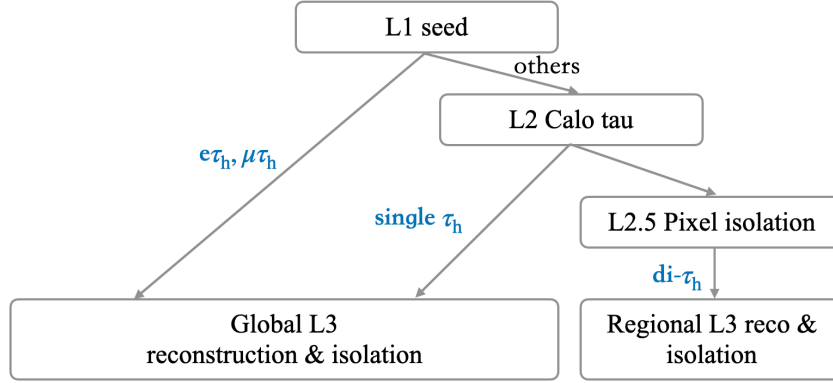 L1 seed
others
L2 Calo tau
eτₕ, μτₕ
single τₕ
L2.5 Pixel isolation
di-τₕ
Global L3
reconstruction & isolation
Regional L3 reco &
isolation